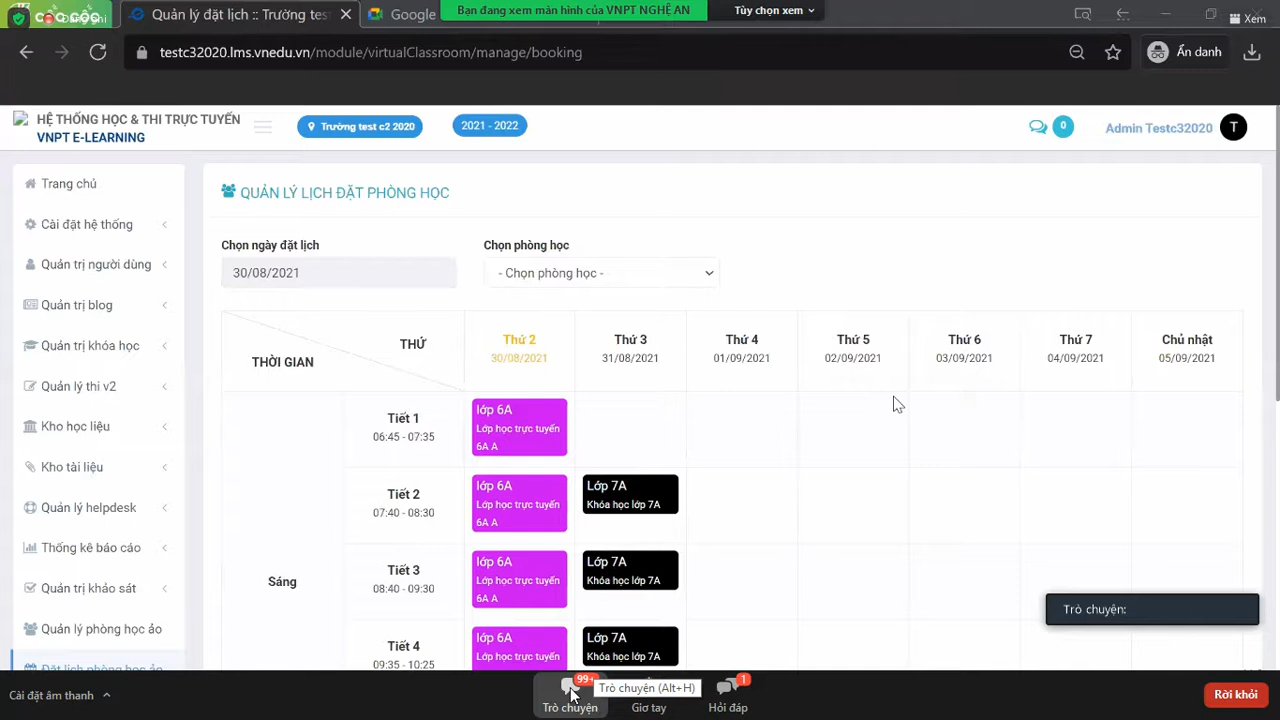 Quản lý đặt lịch :: Trường test
Google
Bạn đang xem màn hình của VNPT NGHỆ AN
Tùy chọn xem
Xem
testc32020.lms.vnedu.vn/module/virtualClassroom/manage/booking
Ẩn danh
HỆ THỐNG HỌC & THI TRỰC TUYẾN
VNPT E-LEARNING
Trường test c2 2020
2021 - 2022
0
Admin Testc32020
T
Trang chủ
Cài đặt hệ thống
Quản trị người dùng
Quản trị blog
Quản trị khóa học
Quản lý thi v2
Kho học liệu
Kho tài liệu
Quản lý helpdesk
Thống kê báo cáo
Quản trị khảo sát
Quản lý phòng học ảo
Đặt lịch phòng học ảo
QUẢN LÝ LỊCH ĐẶT PHÒNG HỌC
Chọn ngày đặt lịch
Chọn phòng học
30/08/2021
- Chọn phòng học -
THỨ
THỜI GIAN
Thứ 2
30/08/2021
Thứ 3
31/08/2021
Thứ 4
01/09/2021
Thứ 5
02/09/2021
Thứ 6
03/09/2021
Thứ 7
04/09/2021
Chủ nhật
05/09/2021
Sáng
Tiết 1
06:45 - 07:35
lớp 6A
Lớp học trực tuyến
6A A
Tiết 2
07:40 - 08:30
lớp 6A
Lớp học trực tuyến
6A A
Lớp 7A
Khóa học lớp 7A
Tiết 3
08:40 - 09:30
lớp 6A
Lớp học trực tuyến
6A A
Lớp 7A
Khóa học lớp 7A
Tiết 4
09:35 - 10:25
lớp 6A
Lớp học trực tuyến
Lớp 7A
Khóa học lớp 7A
Trò chuyện:
Cài đặt âm thanh
99+
Trò chuyện
Trò chuyện (Alt+H)
Giơ tay
1
Hỏi đáp
Rời khỏi